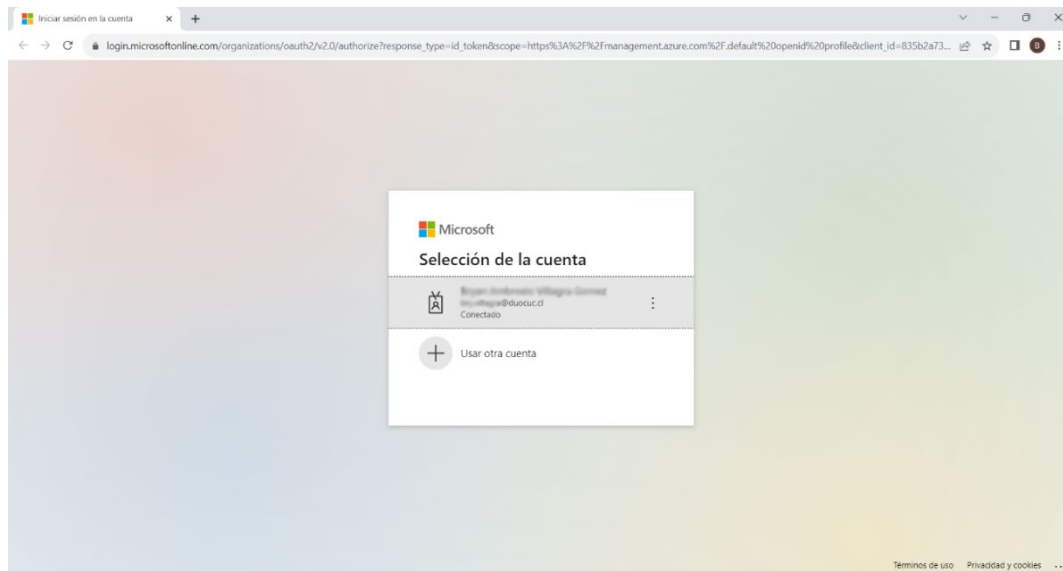 Iniciar sesión en la cuenta
login.microsoftonline.com/organizations/oauth2/v2.0/authorize?response_type=id_token&scope=https%3A%2F%2Fmanagement.azure.com%2F.default%20openid%20profile&client_id=835b2a73...
B
Microsoft
Selección de la cuenta
@duocuc.cl
Conectado
Usar otra cuenta
Términos de uso Privacidad y cookies ...